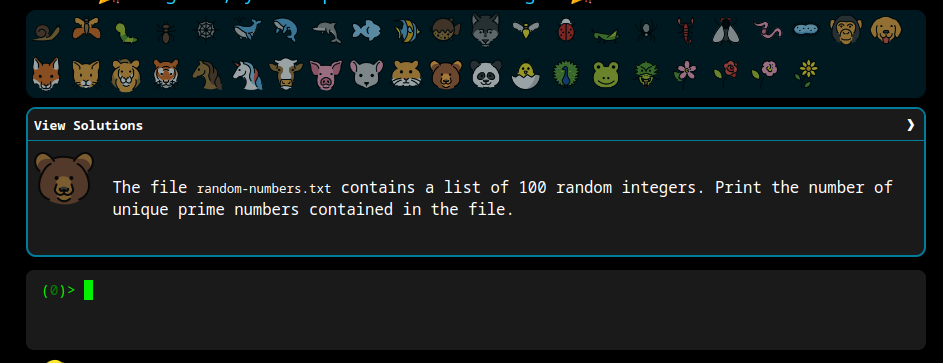 View Solutions
The file random-numbers.txt contains a list of 100 random integers. Print the number of
unique prime numbers contained in the file.
(0)>